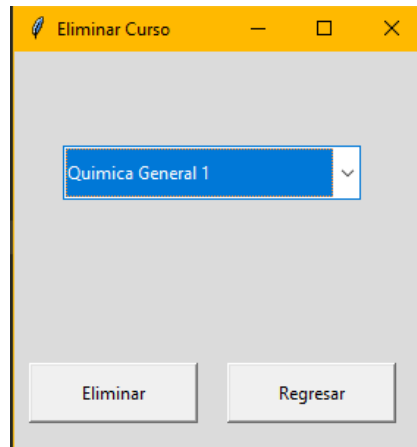 Eliminar Curso
Quimica General 1
Eliminar
Regresar